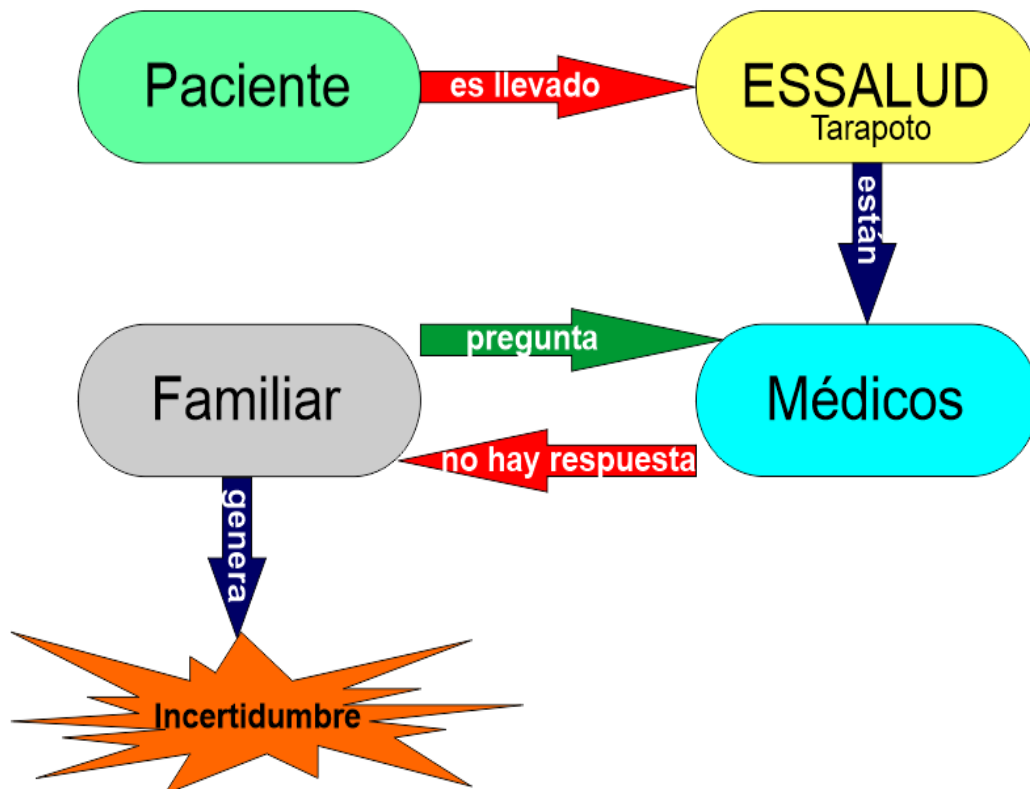 Paciente
es llevado
ESSALUD
Tarapoto
están
pregunta
Familiar
Médicos
no hay respuesta
genera
Incertidumbre